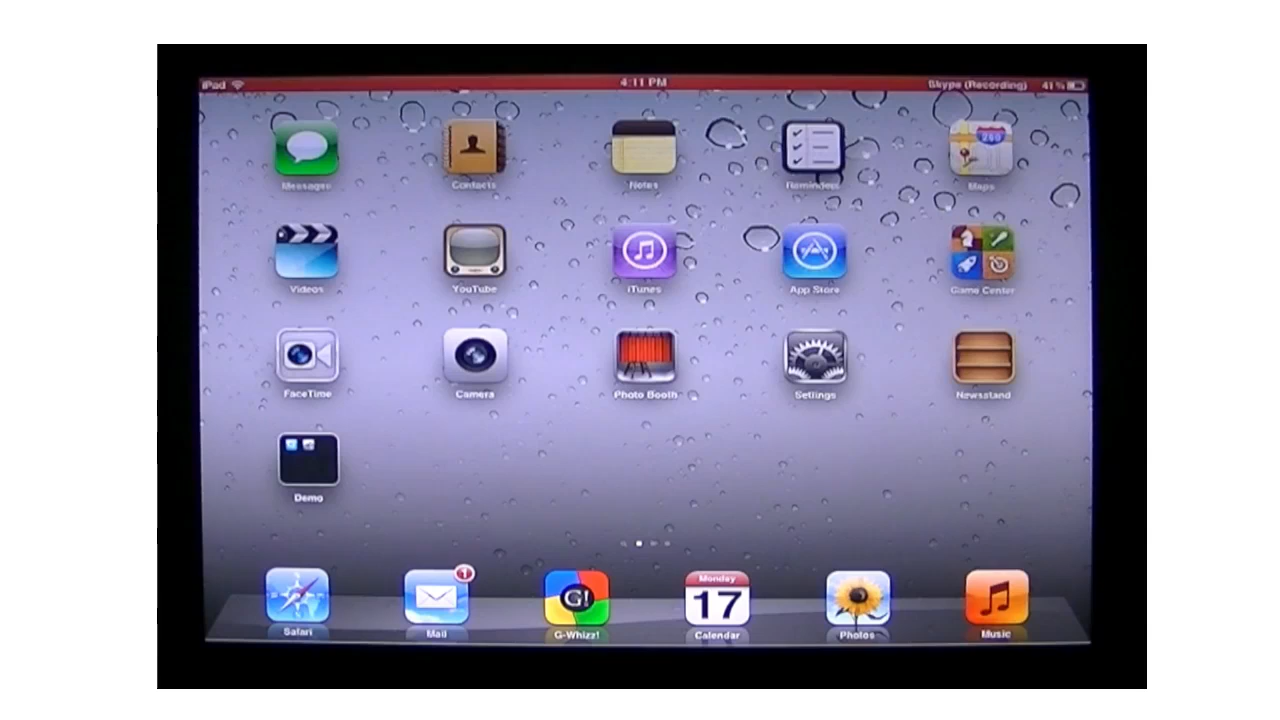 iPad 4:11 PM Skype (Recording) 41%
Messages Contacts Notes Reminders Maps
280
Videos YouTube iTunes App Store Game Center
FaceTime Camera Photo Booth Settings Newsstand
Demo
1
G!
Monday
17
Safari Mail G-Whizz! Calendar Photos Music